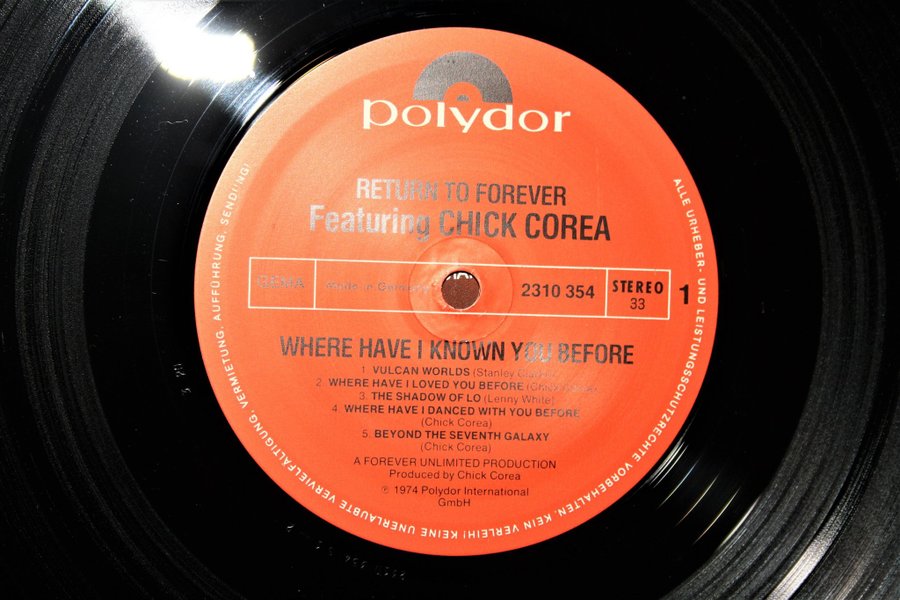 polydor
RETURN TO FOREVER
Featuring CHICK COREA
GEMA
Made in Germany
2310 354
STEREO
33
1
WHERE HAVE I KNOWN YOU BEFORE
1. VULCAN WORLDS (Stanley Clarke)
2. WHERE HAVE I LOVED YOU BEFORE (Chick Corea)
3. THE SHADOW OF LO (Lenny White)
4. WHERE HAVE I DANCED WITH YOU BEFORE
(Chick Corea)
5. BEYOND THE SEVENTH GALAXY
(Chick Corea)
A FOREVER UNLIMITED PRODUCTION
Produced by Chick Corea
℗ 1974 Polydor International
GmbH
ALLE URHEBER- UND LEISTUNGSSCHUTZRECHTE VORBEHALTEN. KEIN VERLEIH! KEINE UNERLAUBTE VERVIELFÄLTIGUNG, VERMIETUNG, AUFFÜHRUNG, SENDUNG!